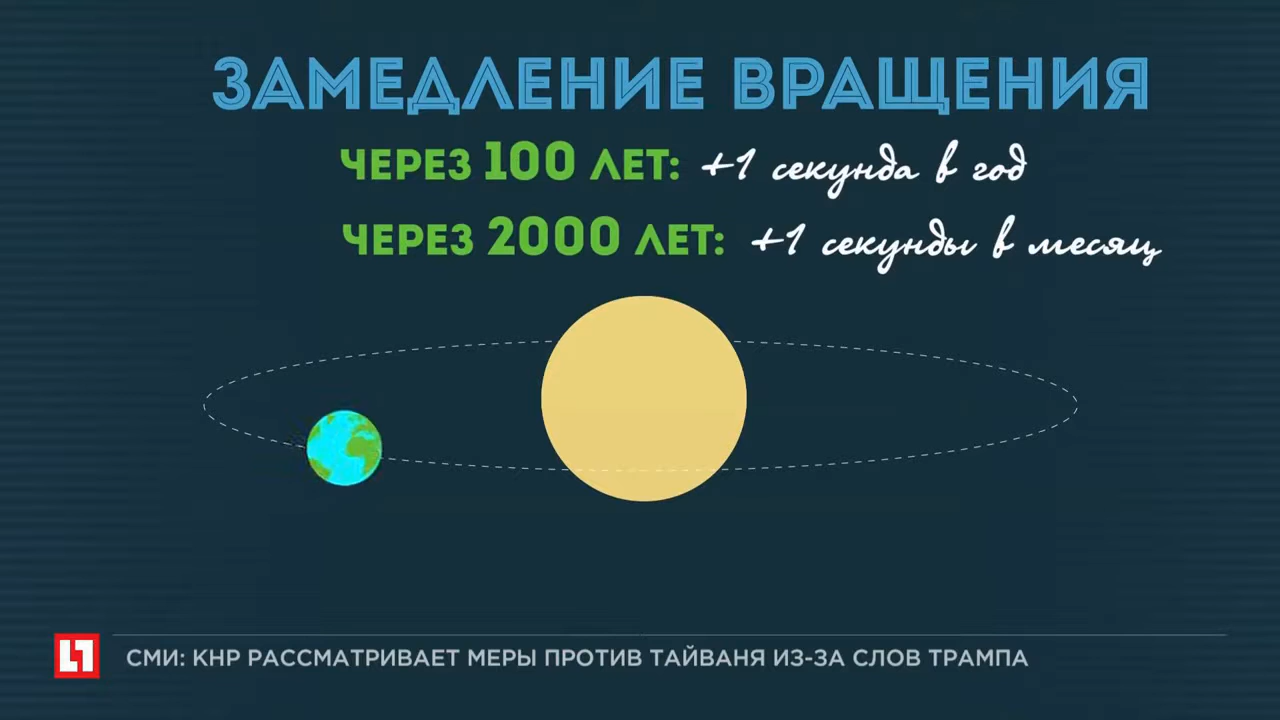 ЗАМЕДЛЕНИЕ ВРАЩЕНИЯ
ЧЕРЕЗ 100 ЛЕТ: +1 секунда в год
ЧЕРЕЗ 2000 ЛЕТ: +1 секунды в месяц
СМИ: КНР РАССМАТРИВАЕТ МЕРЫ ПРОТИВ ТАЙВАНЯ ИЗ-ЗА СЛОВ ТРАМПА